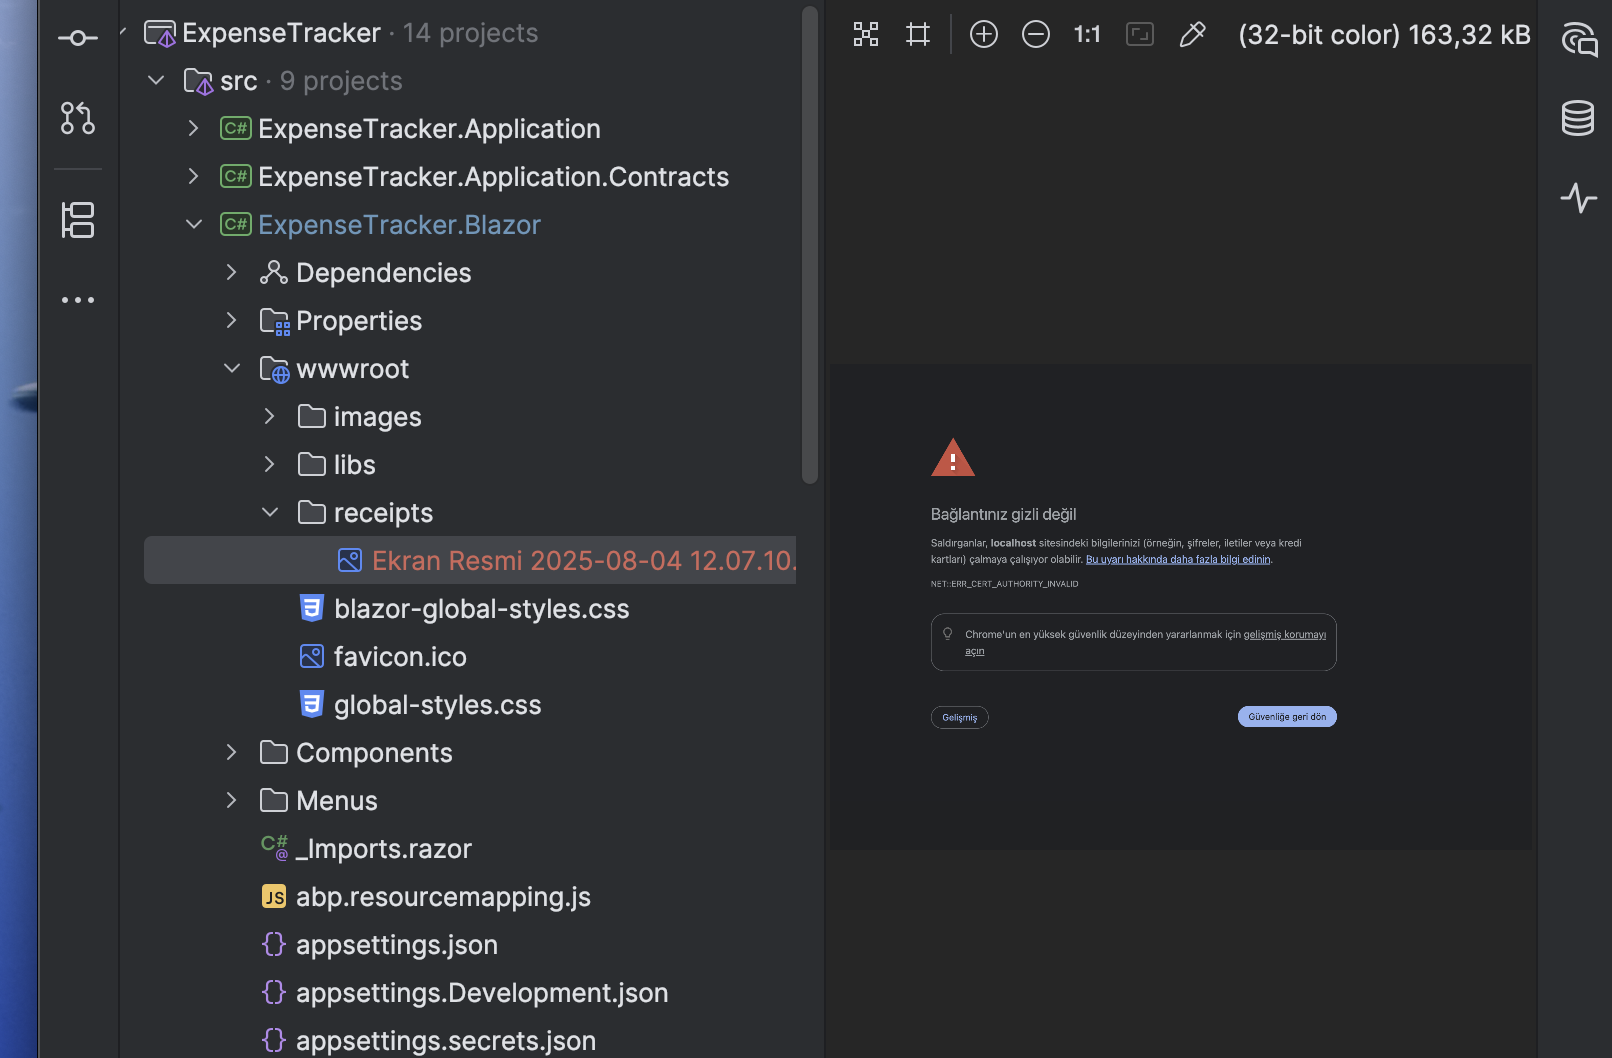 ExpenseTracker · 14 projects
src · 9 projects
C# ExpenseTracker.Application
C# ExpenseTracker.Application.Contracts
C# ExpenseTracker.Blazor
Dependencies
Properties
wwwroot
images
libs
receipts
Ekran Resmi 2025-08-04 12.07.10.
blazor-global-styles.css
favicon.ico
global-styles.css
Components
Menus
C#@ _Imports.razor
JS abp.resourcemapping.js
{} appsettings.json
{} appsettings.Development.json
{} appsettings.secrets.json
1:1 (32-bit color) 163,32 kB
Bağlantınız gizli değil
Saldırganlar, localhost sitesindeki bilgilerinizi (örneğin, şifreler, iletiler veya kredi
kartları) çalmaya çalışıyor olabilir. Bu uyarı hakkında daha fazla bilgi edinin.
NET::ERR_CERT_AUTHORITY_INVALID
Chrome'un en yüksek güvenlik düzeyinden yararlanmak için gelişmiş korumayı
açın
Gelişmiş
Güvenliğe geri dön